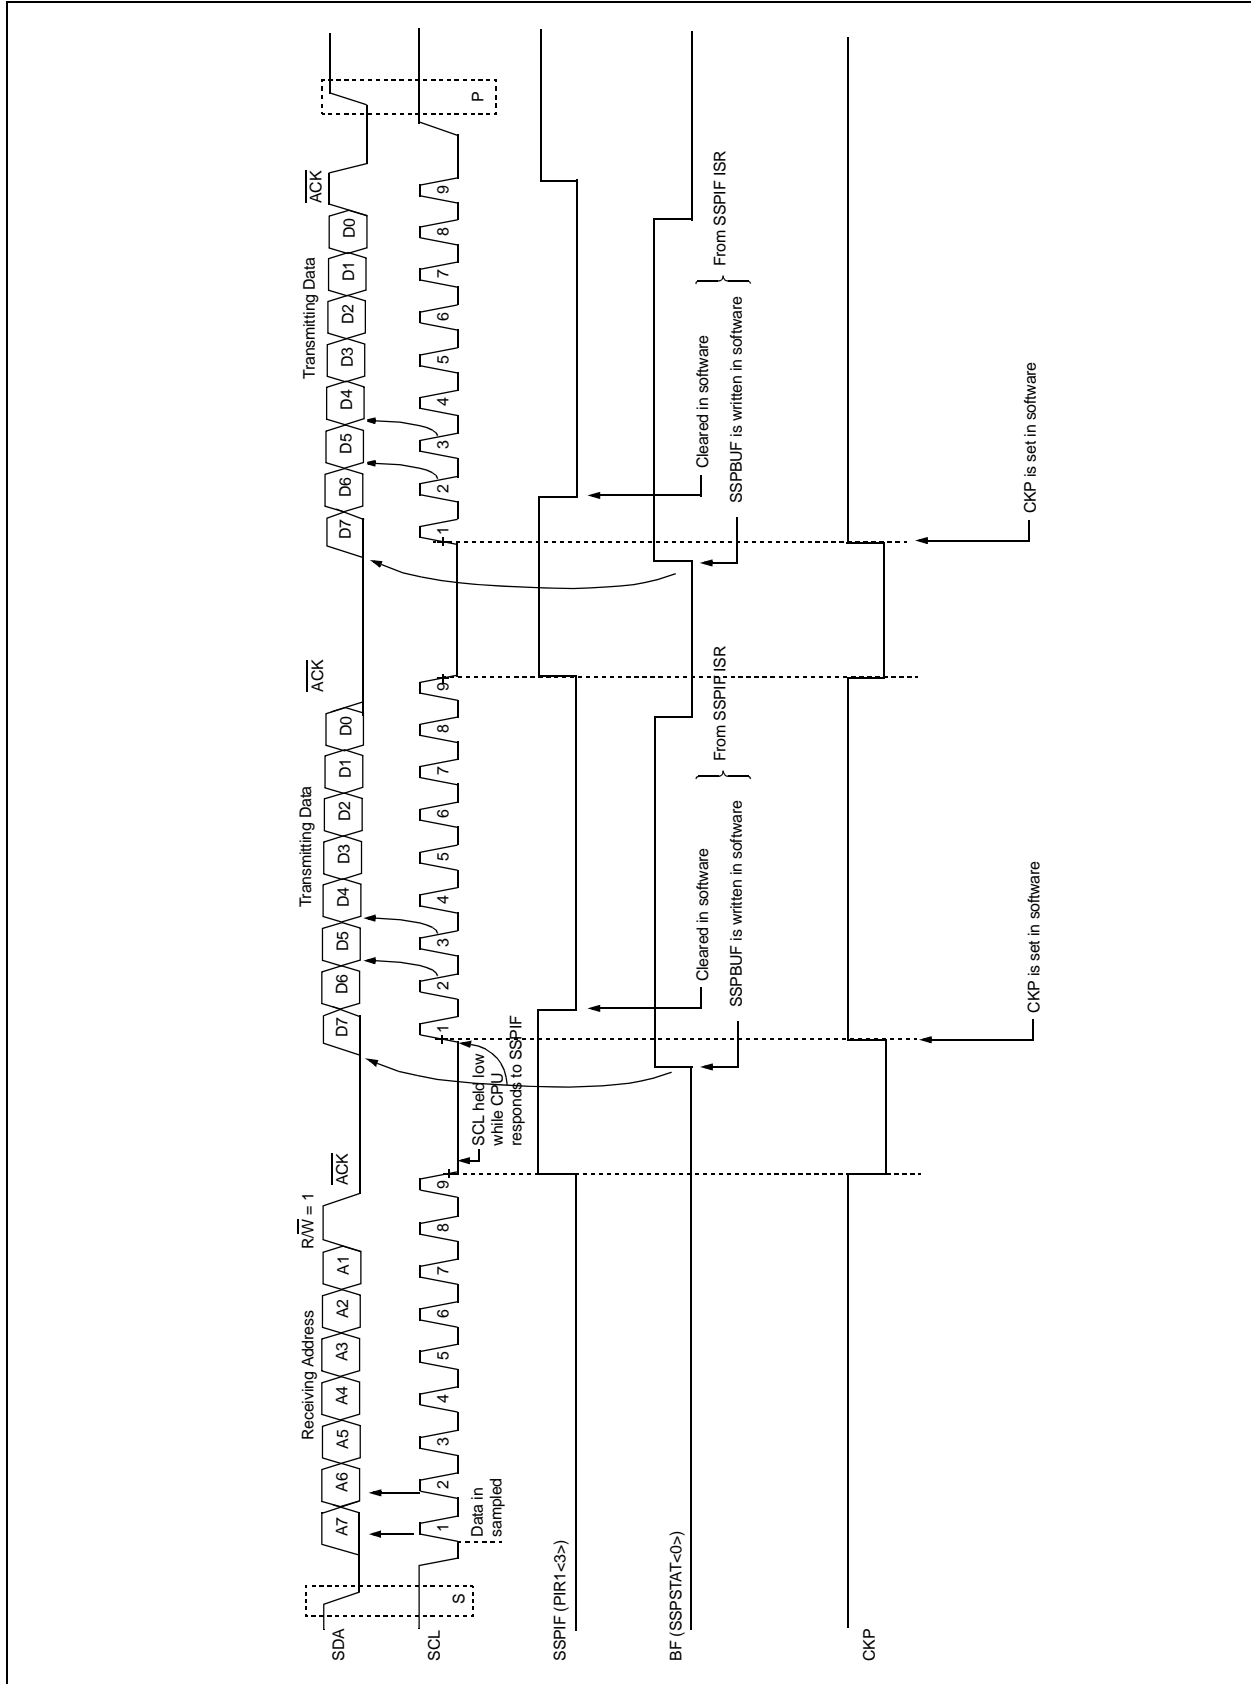 Receiving Address
R/W = 1
ACK
Transmitting Data
ACK
Transmitting Data
ACK
SDA
A7
A6
A5
A4
A3
A2
A1
D7
D6
D5
D4
D3
D2
D1
D0
D7
D6
D5
D4
D3
D2
D1
D0
SCL
S
1
2
3
4
5
6
7
8
9
1
2
3
4
5
6
7
8
9
1
2
3
4
5
6
7
8
9
P
Data in
sampled
SCL held low
while CPU
responds to SSPIF
SSPIF (PIR1<3>)
BF (SSPSTAT<0>)
Cleared in software
SSPBUF is written in software
From SSPIF ISR
Cleared in software
SSPBUF is written in software
From SSPIF ISR
CKP
CKP is set in software
CKP is set in software